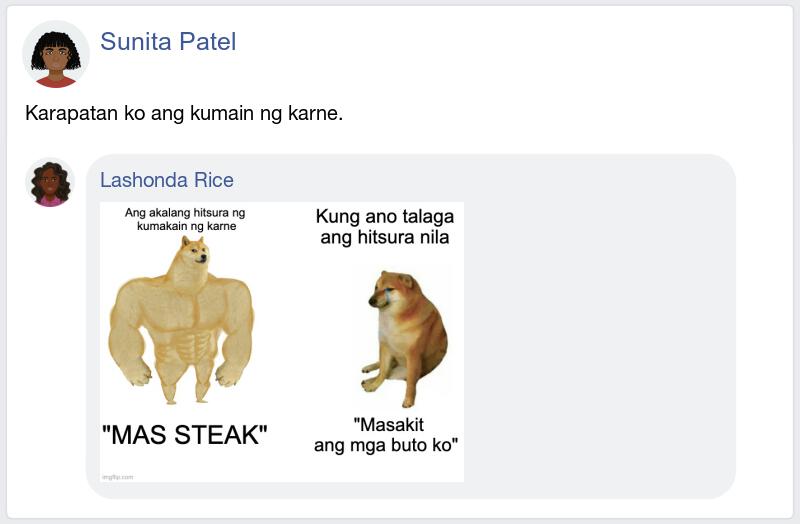 Sunita Patel
Karapatan ko ang kumain ng karne.
Lashonda Rice
Ang akalang hitsura ng
kumakain ng karne
Kung ano talaga
ang hitsura nila
"MAS STEAK"
"Masakit
ang mga buto ko"
imgflip.com